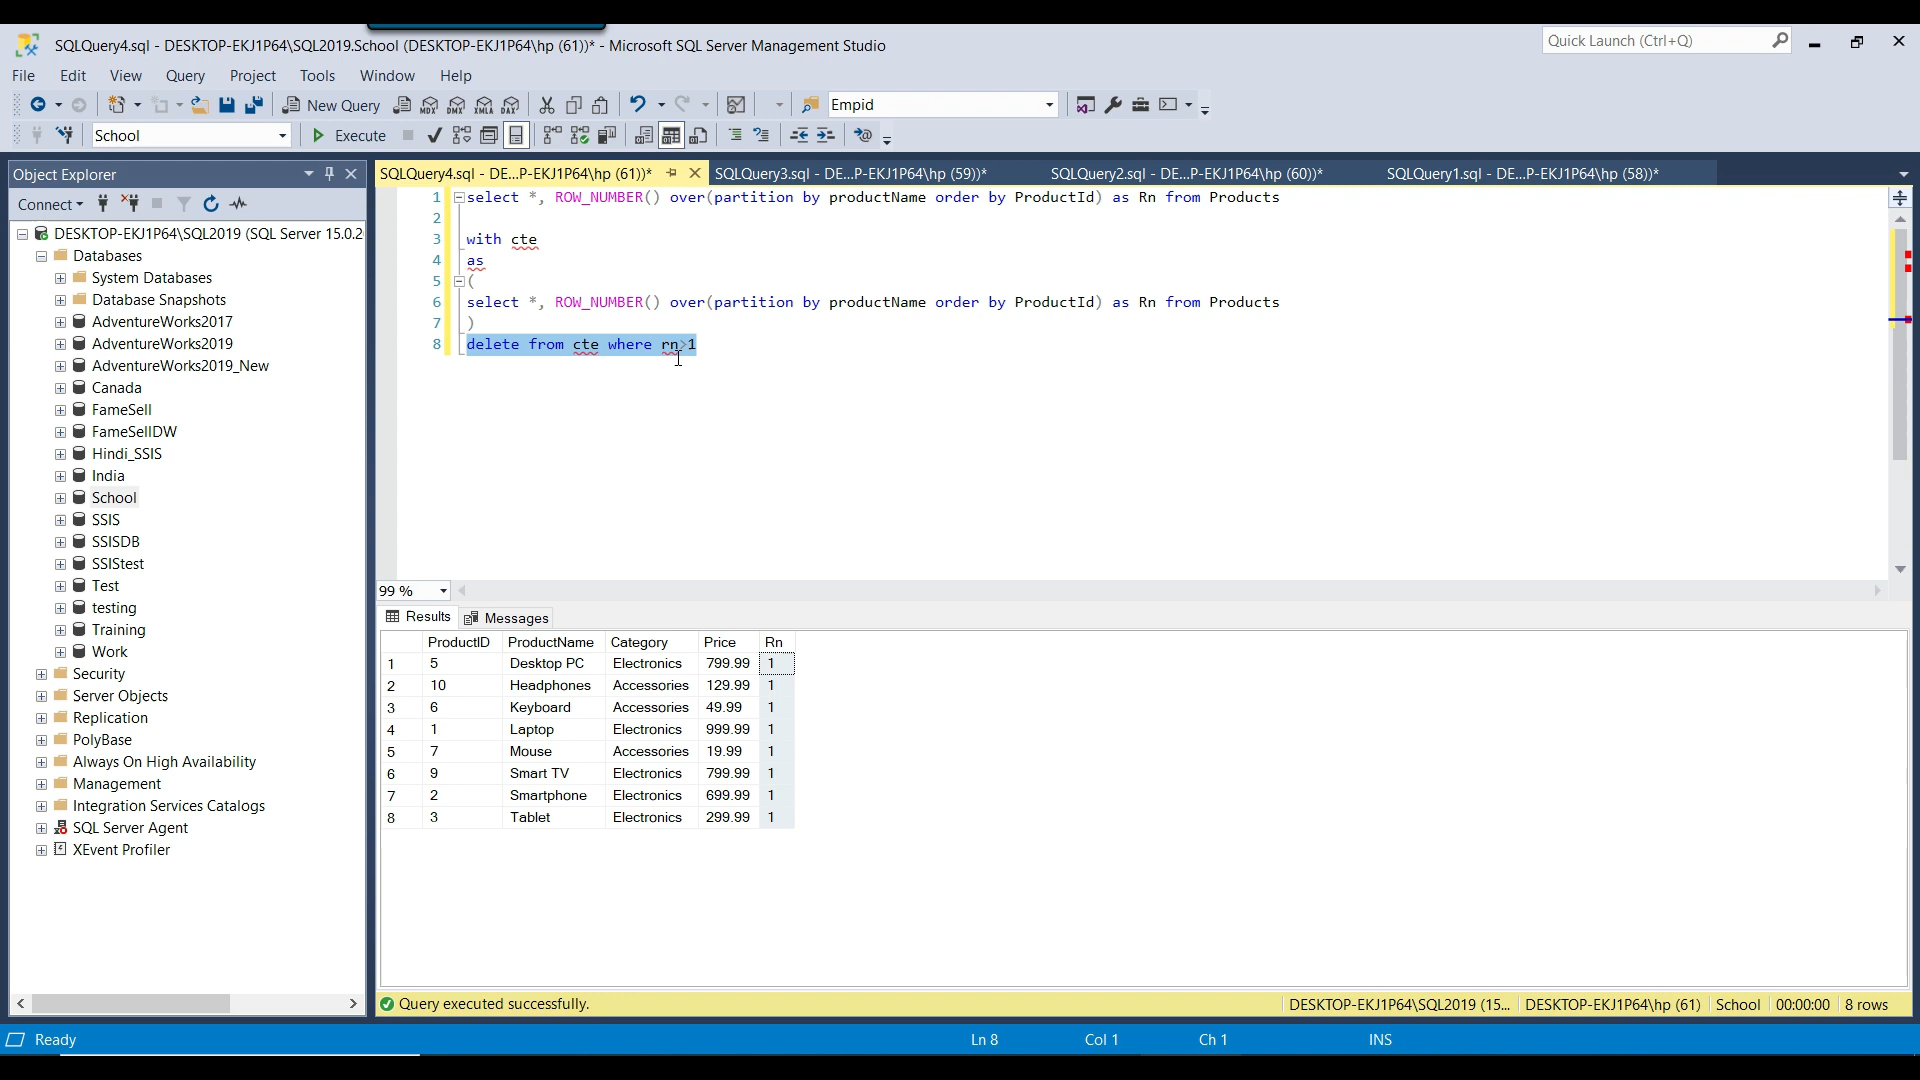 SQLQuery4.sql - DESKTOP-EKJ1P64\SQL2019.School (DESKTOP-EKJ1P64\hp (61))* - Microsoft SQL Server Management Studio
Quick Launch (Ctrl+Q)
File Edit View Query Project Tools Window Help
New Query
MDX DMX XMLA DAX
Empid
School
Execute
Object Explorer
SQLQuery4.sql - DE...P-EKJ1P64\hp (61))*
SQLQuery3.sql - DE...P-EKJ1P64\hp (59))*
SQLQuery2.sql - DE...P-EKJ1P64\hp (60))*
SQLQuery1.sql - DE...P-EKJ1P64\hp (58))*
Connect
DESKTOP-EKJ1P64\SQL2019 (SQL Server 15.0.2
Databases
System Databases
Database Snapshots
AdventureWorks2017
AdventureWorks2019
AdventureWorks2019_New
Canada
FameSell
FameSellDW
Hindi_SSIS
India
School
SSIS
SSISDB
SSIStest
Test
testing
Training
Work
Security
Server Objects
Replication
PolyBase
Always On High Availability
Management
Integration Services Catalogs
SQL Server Agent
XEvent Profiler
1 select *, ROW_NUMBER() over(partition by productName order by ProductId) as Rn from Products
2
3 with cte
4 as
5 (
6 select *, ROW_NUMBER() over(partition by productName order by ProductId) as Rn from Products
7 )
8 delete from cte where rn>1
99 %
Results Messages
ProductID ProductName Category Price Rn
1 5 Desktop PC Electronics 799.99 1
2 10 Headphones Accessories 129.99 1
3 6 Keyboard Accessories 49.99 1
4 1 Laptop Electronics 999.99 1
5 7 Mouse Accessories 19.99 1
6 9 Smart TV Electronics 799.99 1
7 2 Smartphone Electronics 699.99 1
8 3 Tablet Electronics 299.99 1
Query executed successfully.
DESKTOP-EKJ1P64\SQL2019 (15... DESKTOP-EKJ1P64\hp (61) School 00:00:00 8 rows
Ready Ln 8 Col 1 Ch 1 INS